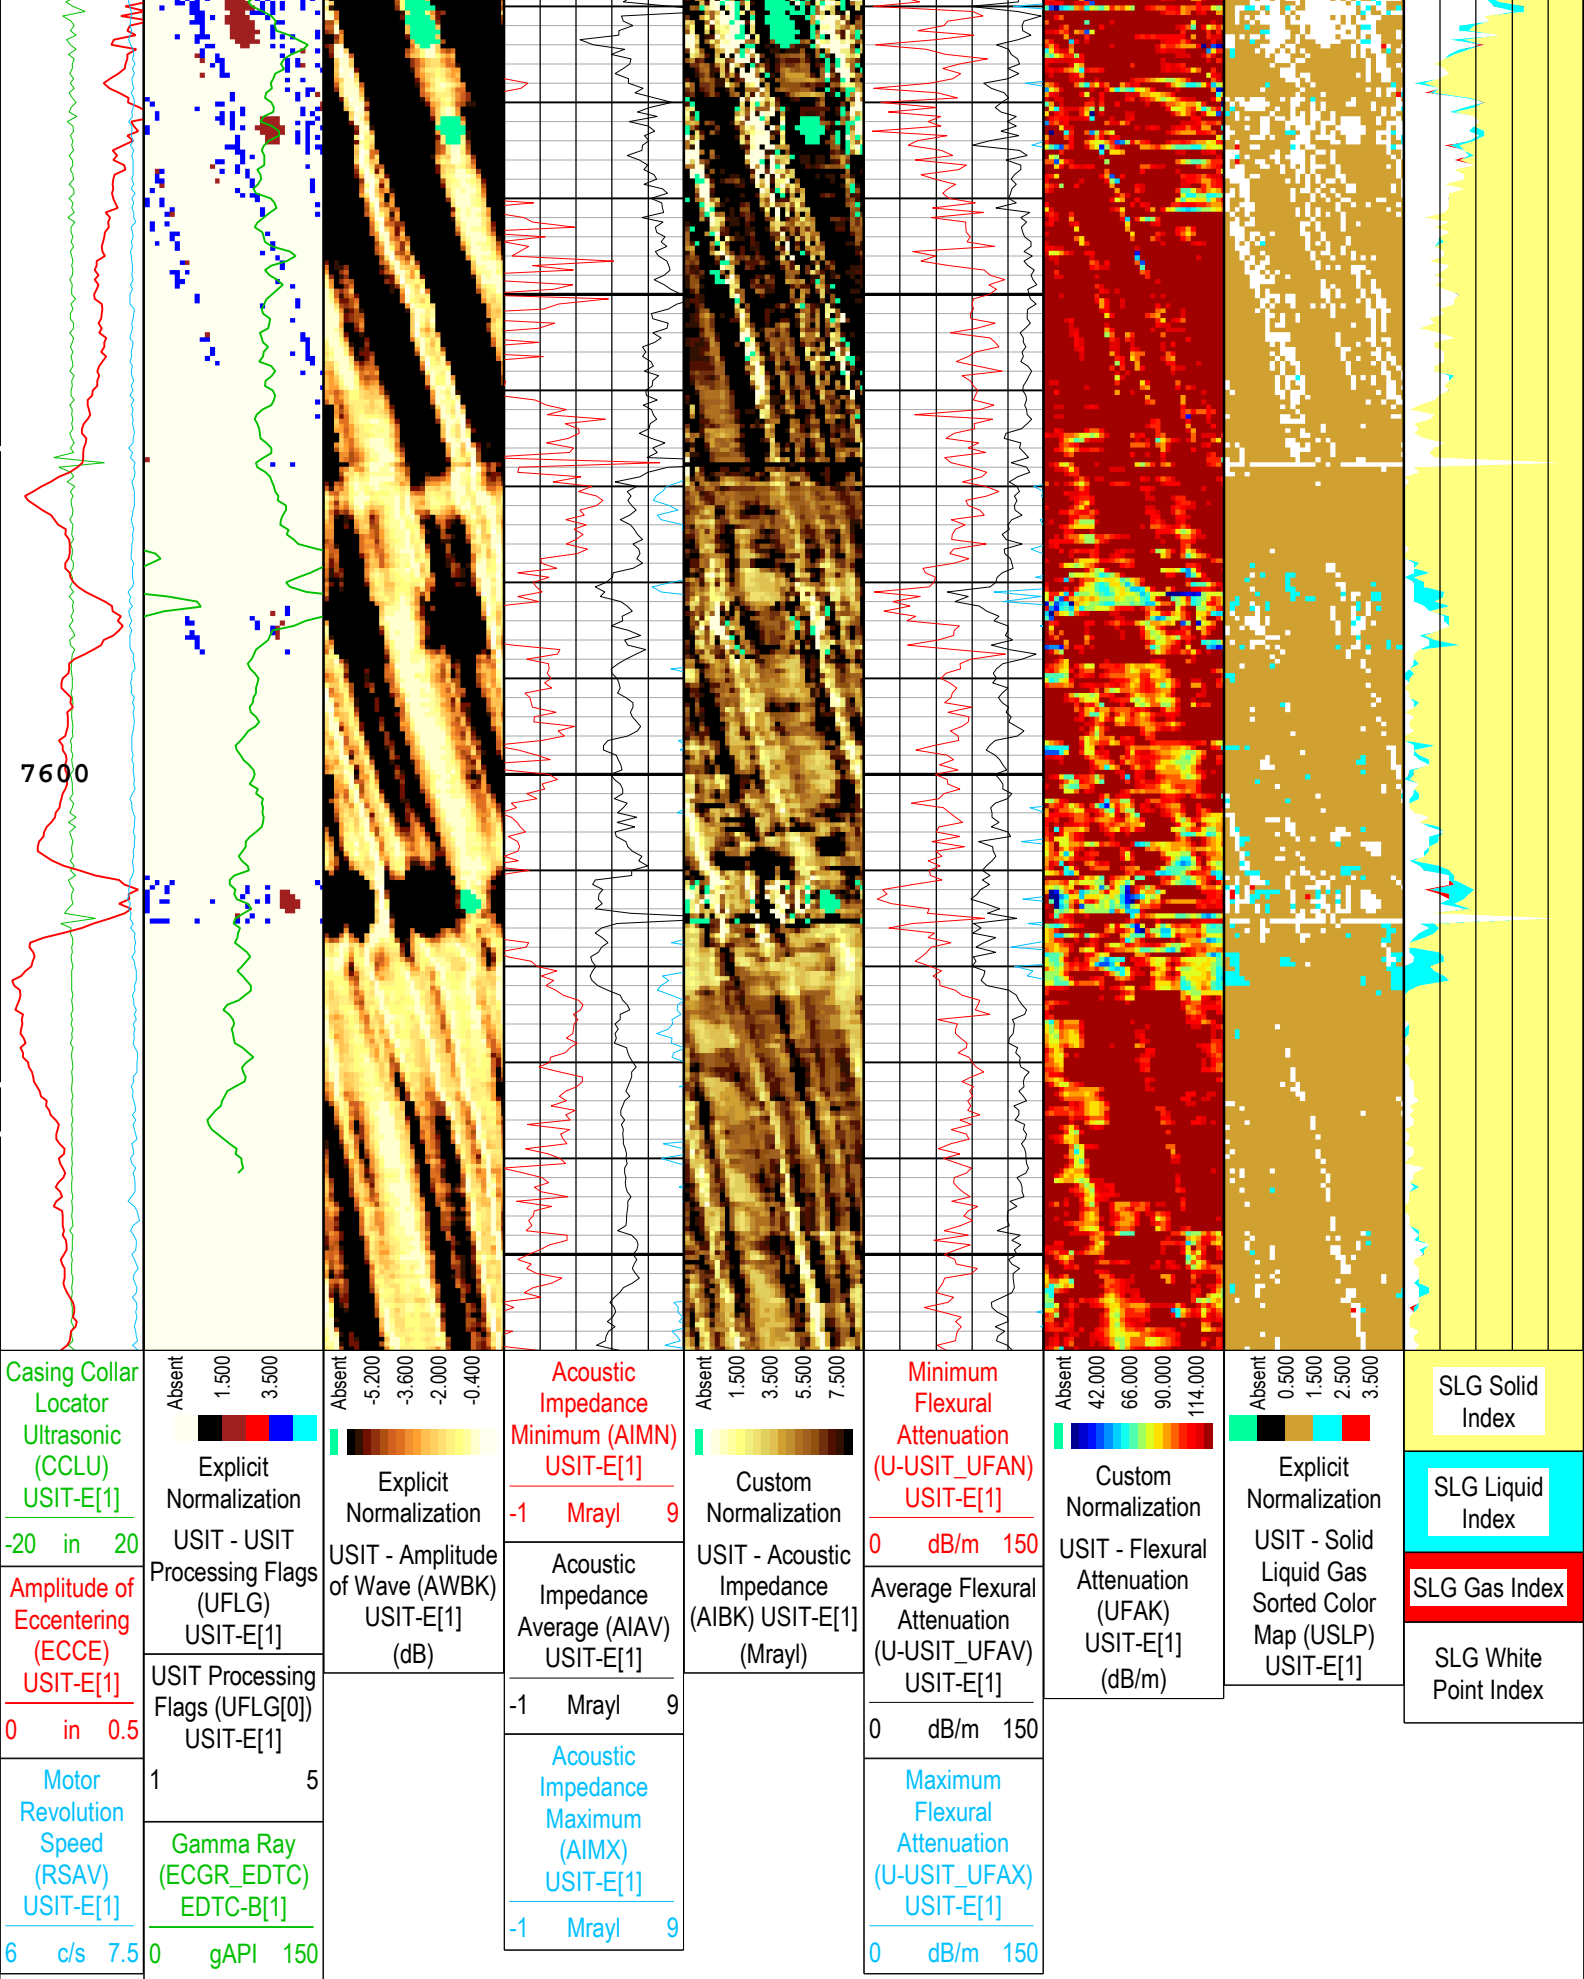 7600
Casing Collar
Locator
Ultrasonic
(CCLU)
USIT-E[1]
-20 in 20
Amplitude of
Eccentering
(ECCE)
USIT-E[1]
0 in 0.5
Motor
Revolution
Speed
(RSAV)
USIT-E[1]
6 c/s 7.5
Absent 1.500 3.500
Explicit
Normalization
USIT - USIT
Processing Flags
(UFLG)
USIT-E[1]
USIT Processing
Flags (UFLG[0])
USIT-E[1]
1 5
Gamma Ray
(ECGR_EDTC)
EDTC-B[1]
0 gAPI 150
Absent -5.200 -3.600 -2.000 -0.400
Explicit
Normalization
USIT - Amplitude
of Wave (AWBK)
USIT-E[1]
(dB)
Acoustic
Impedance
Minimum (AIMN)
USIT-E[1]
-1 Mrayl 9
Acoustic
Impedance
Average (AIAV)
USIT-E[1]
-1 Mrayl 9
Acoustic
Impedance
Maximum
(AIMX)
USIT-E[1]
-1 Mrayl 9
Absent 1.500 3.500 5.500 7.500
Custom
Normalization
USIT - Acoustic
Impedance
(AIBK) USIT-E[1]
(Mrayl)
Minimum
Flexural
Attenuation
(U-USIT_UFAN)
USIT-E[1]
0 dB/m 150
Average Flexural
Attenuation
(U-USIT_UFAV)
USIT-E[1]
0 dB/m 150
Maximum
Flexural
Attenuation
(U-USIT_UFAX)
USIT-E[1]
0 dB/m 150
Absent 42.000 66.000 90.000 114.000
Custom
Normalization
USIT - Flexural
Attenuation
(UFAK)
USIT-E[1]
(dB/m)
Absent 0.500 1.500 2.500 3.500
Explicit
Normalization
USIT - Solid
Liquid Gas
Sorted Color
Map (USLP)
USIT-E[1]
SLG Solid
Index
SLG Liquid
Index
SLG Gas Index
SLG White
Point Index